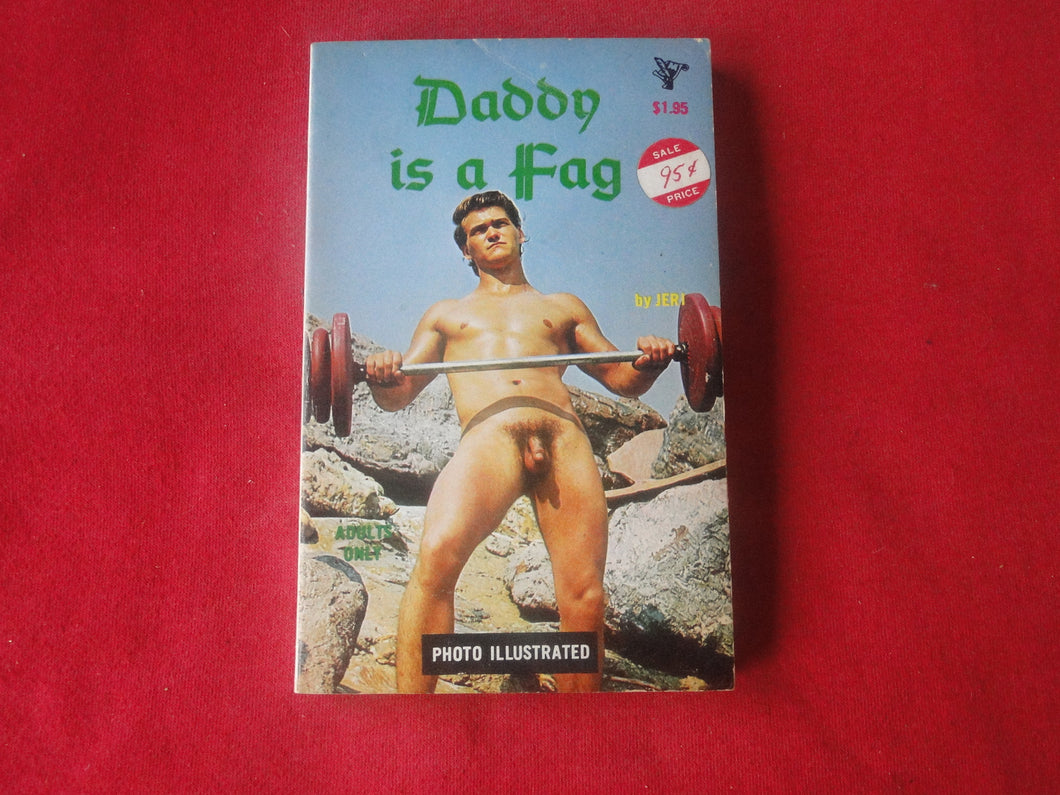 Daddy
is a Fag
$1.95
SALE
95¢
PRICE
by JERI
ADULTS
ONLY
PHOTO ILLUSTRATED